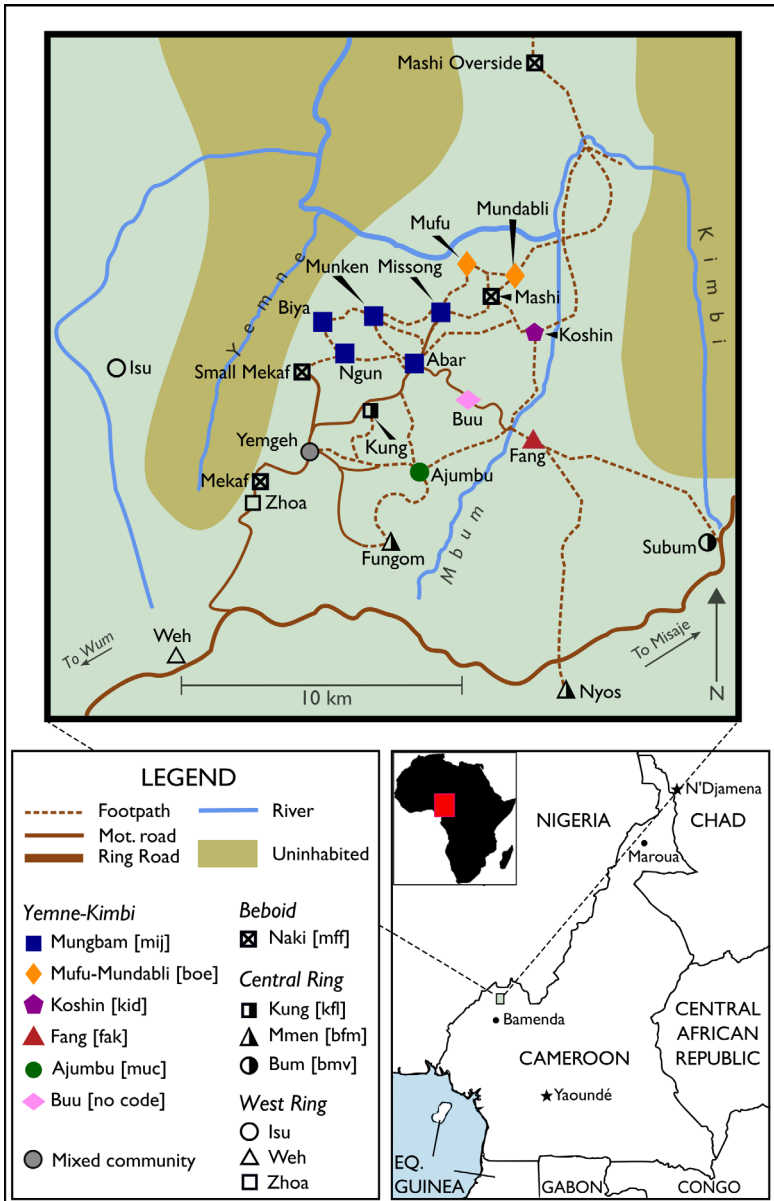 Mashi Overside
Mundabli
Mufu
Munken
Missong
Kimbi
Biya
Mashi
Yemne
Koshin
Isu
Small Mekaf
Ngun
Abar
Buu
Yemgeh
Kung
Fang
Mekaf
Ajumbu
Zhoa
Mbum
Fungom
Subum
To Wum
Weh
To Misaje
10 km
Nyos
N
LEGEND
Footpath
River
Mot. road
Ring Road
Uninhabited
Yemne-Kimbi
Mungbam [mij]
Mufu-Mundabli [boe]
Koshin [kid]
Fang [fak]
Ajumbu [muc]
Buu [no code]
Mixed community
Beboid
Naki [mff]
Central Ring
Kung [kfl]
Mmen [bfm]
Bum [bmv]
West Ring
Isu
Weh
Zhoa
N'Djamena
NIGERIA
CHAD
Maroua
CENTRAL
AFRICAN
REPUBLIC
Bamenda
CAMEROON
Yaoundé
EQ.
GUINEA
GABON
CONGO